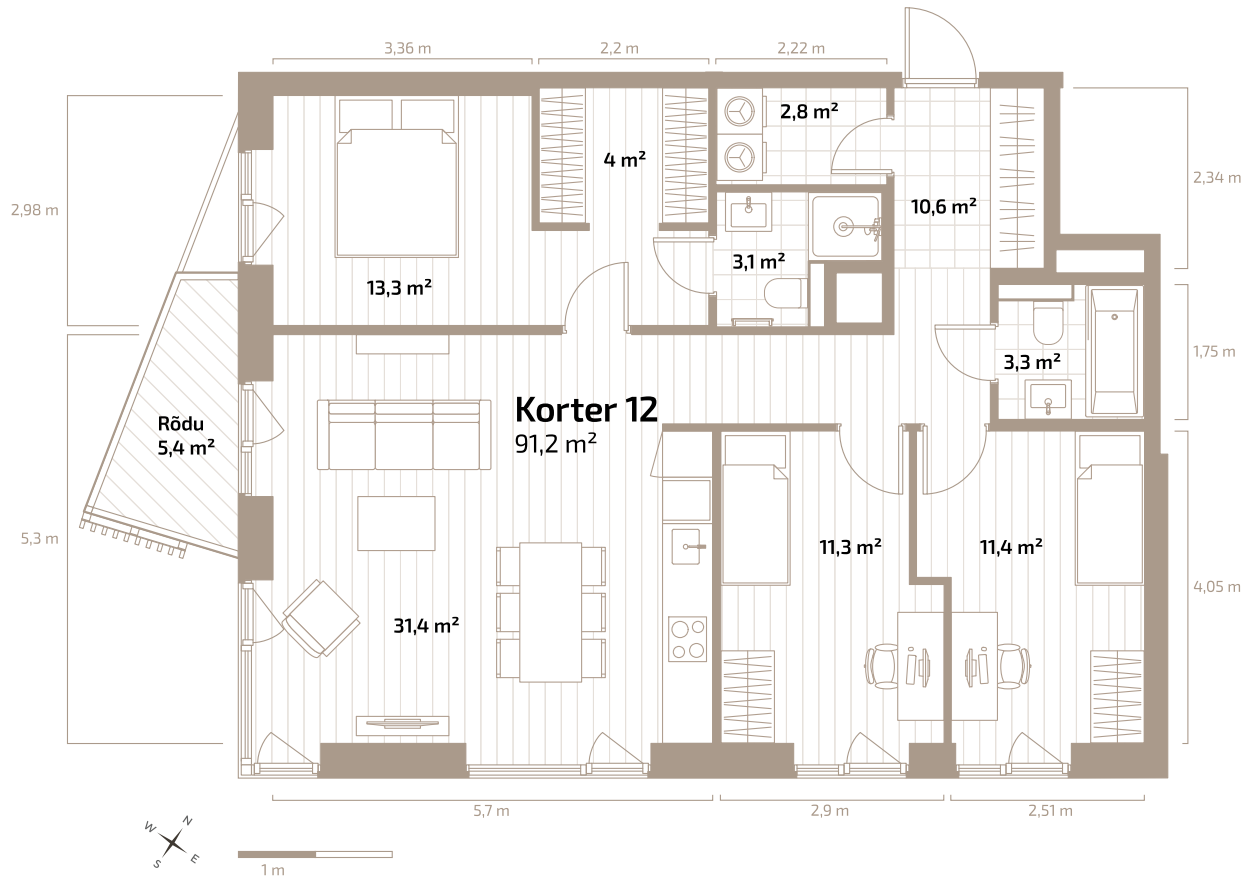 3,36 m
2,2 m
2,22 m
2,8 m²
4 m²
2,34 m
2,98 m
10,6 m²
3,1 m²
13,3 m²
1,75 m
3,3 m²
Korter 12
91,2 m²
Rõdu
5,4 m²
5,3 m
11,3 m²
11,4 m²
4,05 m
31,4 m²
5,7 m
2,9 m
2,51 m
N
W
E
S
1 m